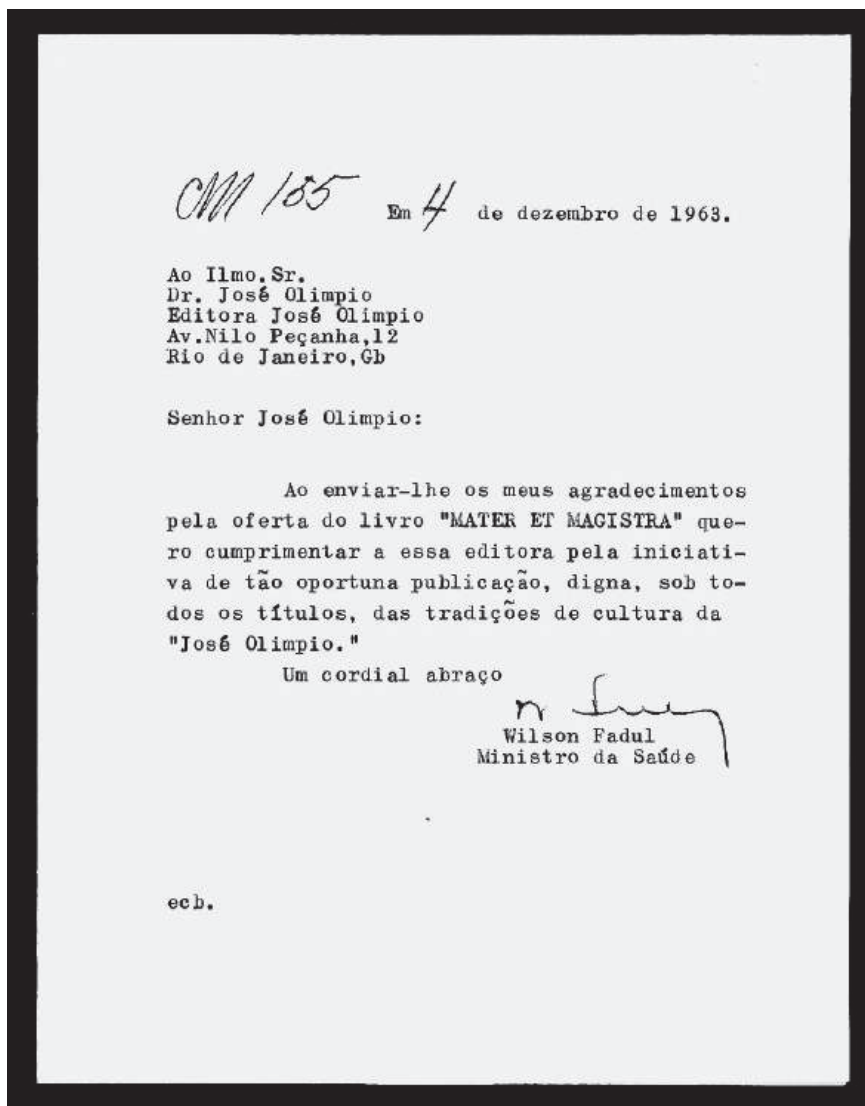 CM 155 Em 4 de dezembro de 1963.
Ao Ilmo.Sr.
Dr. José Olimpio
Editora José Olimpio
Av.Nilo Peçanha,12
Rio de Janeiro,Gb
Senhor José Olimpio:
Ao enviar-lhe os meus agradecimentos
pela oferta do livro "MATER ET MAGISTRA" que-
ro cumprimentar a essa editora pela iniciati-
va de tão oportuna publicação, digna, sob to-
dos os títulos, das tradições de cultura da
"José Olimpio."
Um cordial abraço
Wilson Fadul
Ministro da Saúde
ecb.